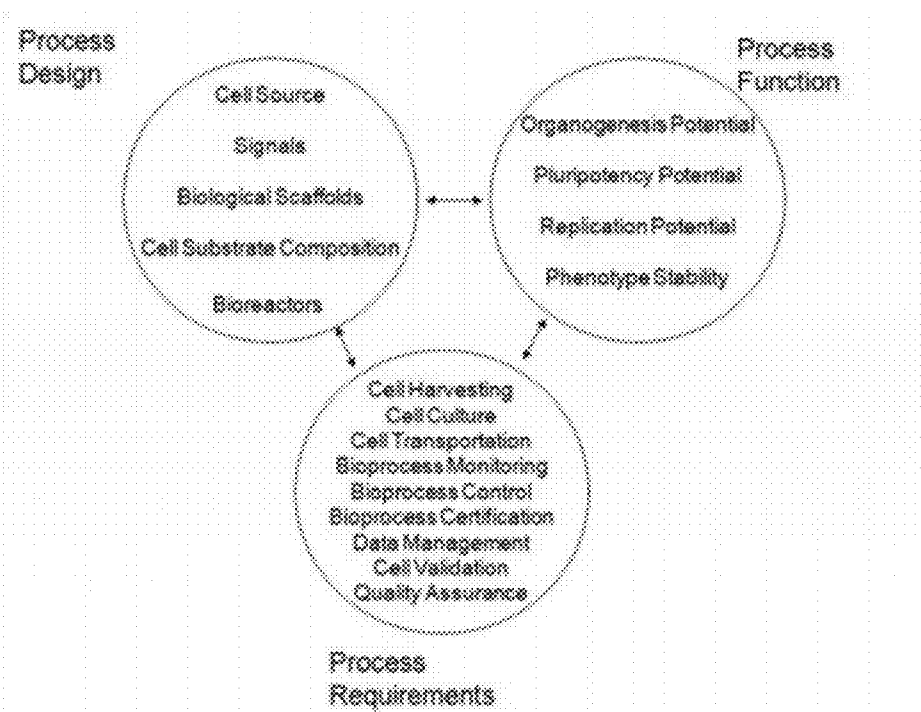 Process
Design
Cell Source
Signals
Biological Scaffolds
Cell Substrate Composition
Bioreactors
Process
Function
Organogenesis Potential
Pluripotency Potential
Replication Potential
Phenotype Stability
Cell Harvesting
Cell Culture
Cell Transportation
Bioprocess Monitoring
Bioprocess Control
Bioprocess Certification
Data Management
Cell Validation
Quality Assurance
Process
Requirements